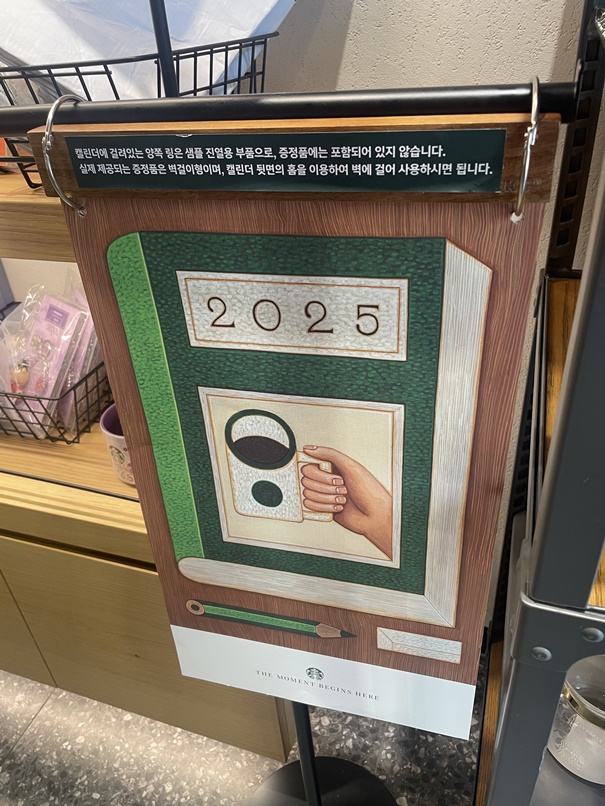 캘린더에 걸려있는 양쪽 링은 샘플 진열용 부품으로, 증정품에는 포함되어 있지 않습니다.
실제 제공되는 증정품은 벽걸이형이며, 캘린더 뒷면의 홈을 이용하여 벽에 걸어 사용하시면 됩니다.
2025
THE MOMENT BEGINS HERE